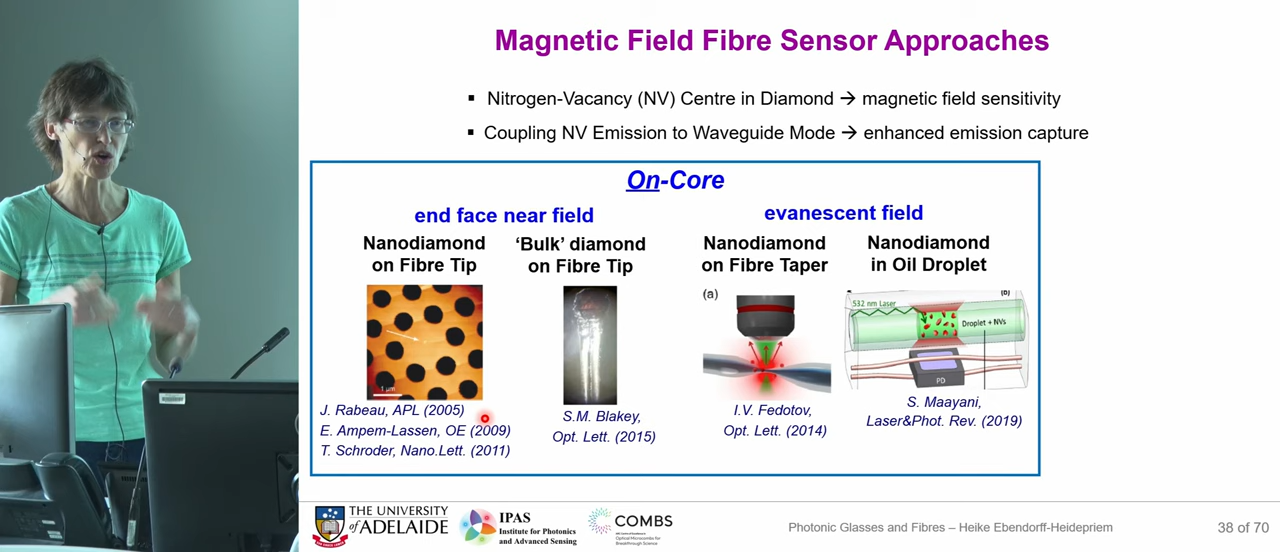 Magnetic Field Fibre Sensor Approaches
▪ Nitrogen-Vacancy (NV) Centre in Diamond → magnetic field sensitivity
▪ Coupling NV Emission to Waveguide Mode → enhanced emission capture
On-Core
end face near field
evanescent field
Nanodiamond
on Fibre Tip
‘Bulk’ diamond
on Fibre Tip
Nanodiamond
on Fibre Taper
Nanodiamond
in Oil Droplet
1 µm
(a)
(b)
532 nm Laser
Droplet + NVs
PD
J. Rabeau, APL (2005)
E. Ampem-Lassen, OE (2009)
T. Schroder, Nano.Lett. (2011)
S.M. Blakey,
Opt. Lett. (2015)
I.V. Fedotov,
Opt. Lett. (2014)
S. Maayani,
Laser&Phot. Rev. (2019)
THE UNIVERSITY
of ADELAIDE
IPAS
Institute for Photonics
and Advanced Sensing
COMBS
Optical Microcombs for
Breakthrough Science
Photonic Glasses and Fibres – Heike Ebendorff-Heidepriem
38 of 70